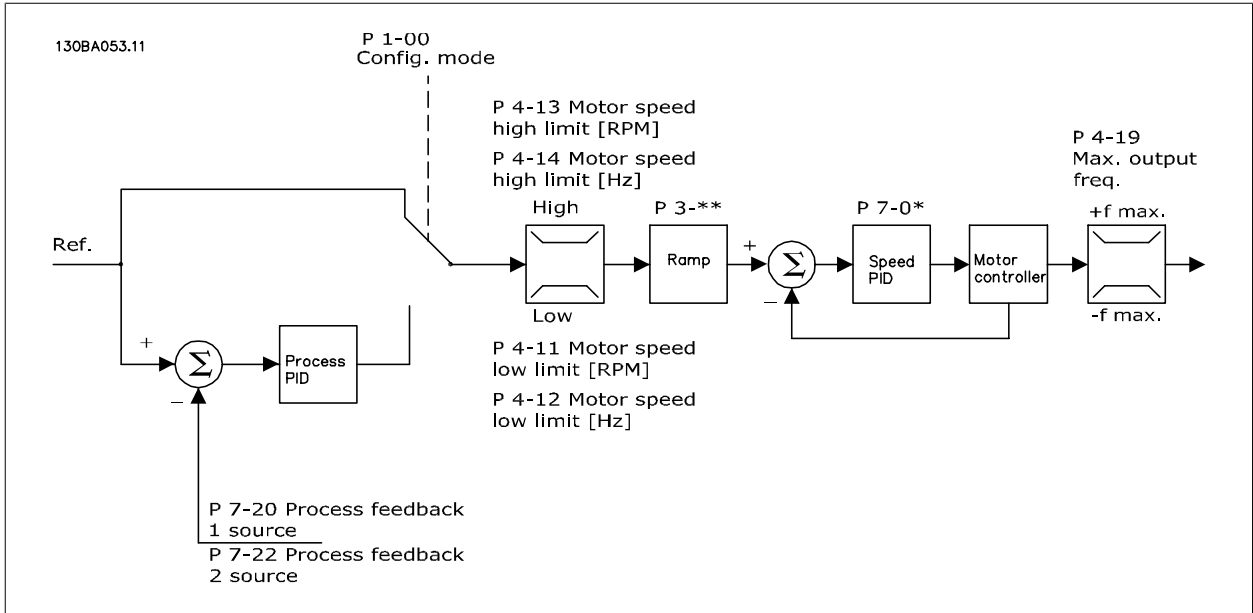 130BA053.11
P 1-00
Config. mode
P 4-13 Motor speed
high limit [RPM]
P 4-14 Motor speed
high limit [Hz]
P 4-19
Max. output
freq.
High
P 3-**
P 7-0*
+f max.
Ref.
Ramp
+
Σ
Speed
PID
Motor
controller
−
Low
-f max.
+
Σ
Process
PID
−
P 4-11 Motor speed
low limit [RPM]
P 4-12 Motor speed
low limit [Hz]
P 7-20 Process feedback
1 source
P 7-22 Process feedback
2 source